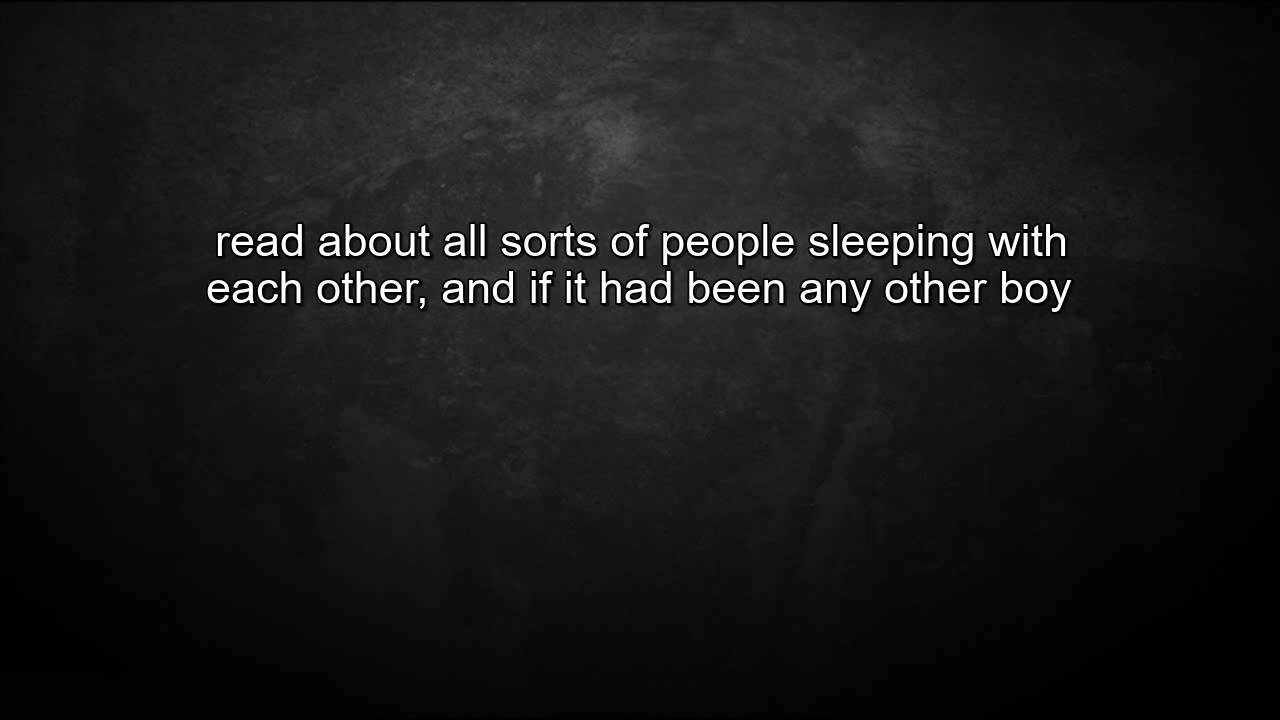 read about all sorts of people sleeping with
each other, and if it had been any other boy